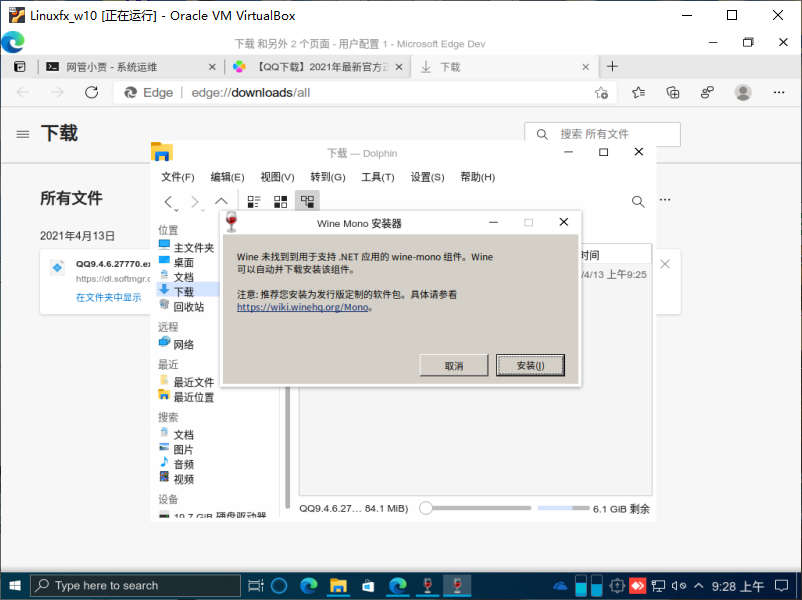 Linuxfx_w10 [正在运行] - Oracle VM VirtualBox
下载 和另外 2 个页面 - 用户配置 1 - Microsoft Edge Dev
网管小贾 - 系统运维
【QQ下载】2021年最新官方正
下载
Edge
edge://downloads/all
下载
搜索 所有文件
所有文件
2021年4月13日
QQ9.4.6.27770.ex
https://dl.softmgr.c
在文件夹中显示
下载 — Dolphin
文件(F) 编辑(E) 视图(V) 转到(G) 工具(T) 设置(S) 帮助(H)
位置
主文件夹
桌面
文档
下载
回收站
远程
网络
最近
最近文件
最近位置
搜索
文档
图片
音频
视频
设备
19.7 GiB 硬盘驱动器
时间
/4/13 上午9:25
QQ9.4.6.27… 84.1 MiB)
6.1 GiB 剩余
Wine Mono 安装器
Wine 未找到到用于支持 .NET 应用的 wine-mono 组件。Wine
可以自动并下载安装该组件。
注意: 推荐您安装为发行版定制的软件包。具体请参看
https://wiki.winehq.org/Mono。
取消
安装(I)
Type here to search
9:28 上午